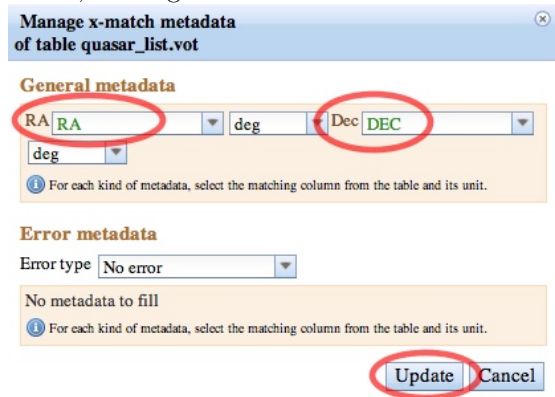 Manage x-match metadata
of table quasar_list.vot
General metadata
RA RA deg Dec DEC
deg
For each kind of metadata, select the matching column from the table and its unit.
Error metadata
Error type No error
No metadata to fill
For each kind of metadata, select the matching column from the table and its unit.
Update Cancel